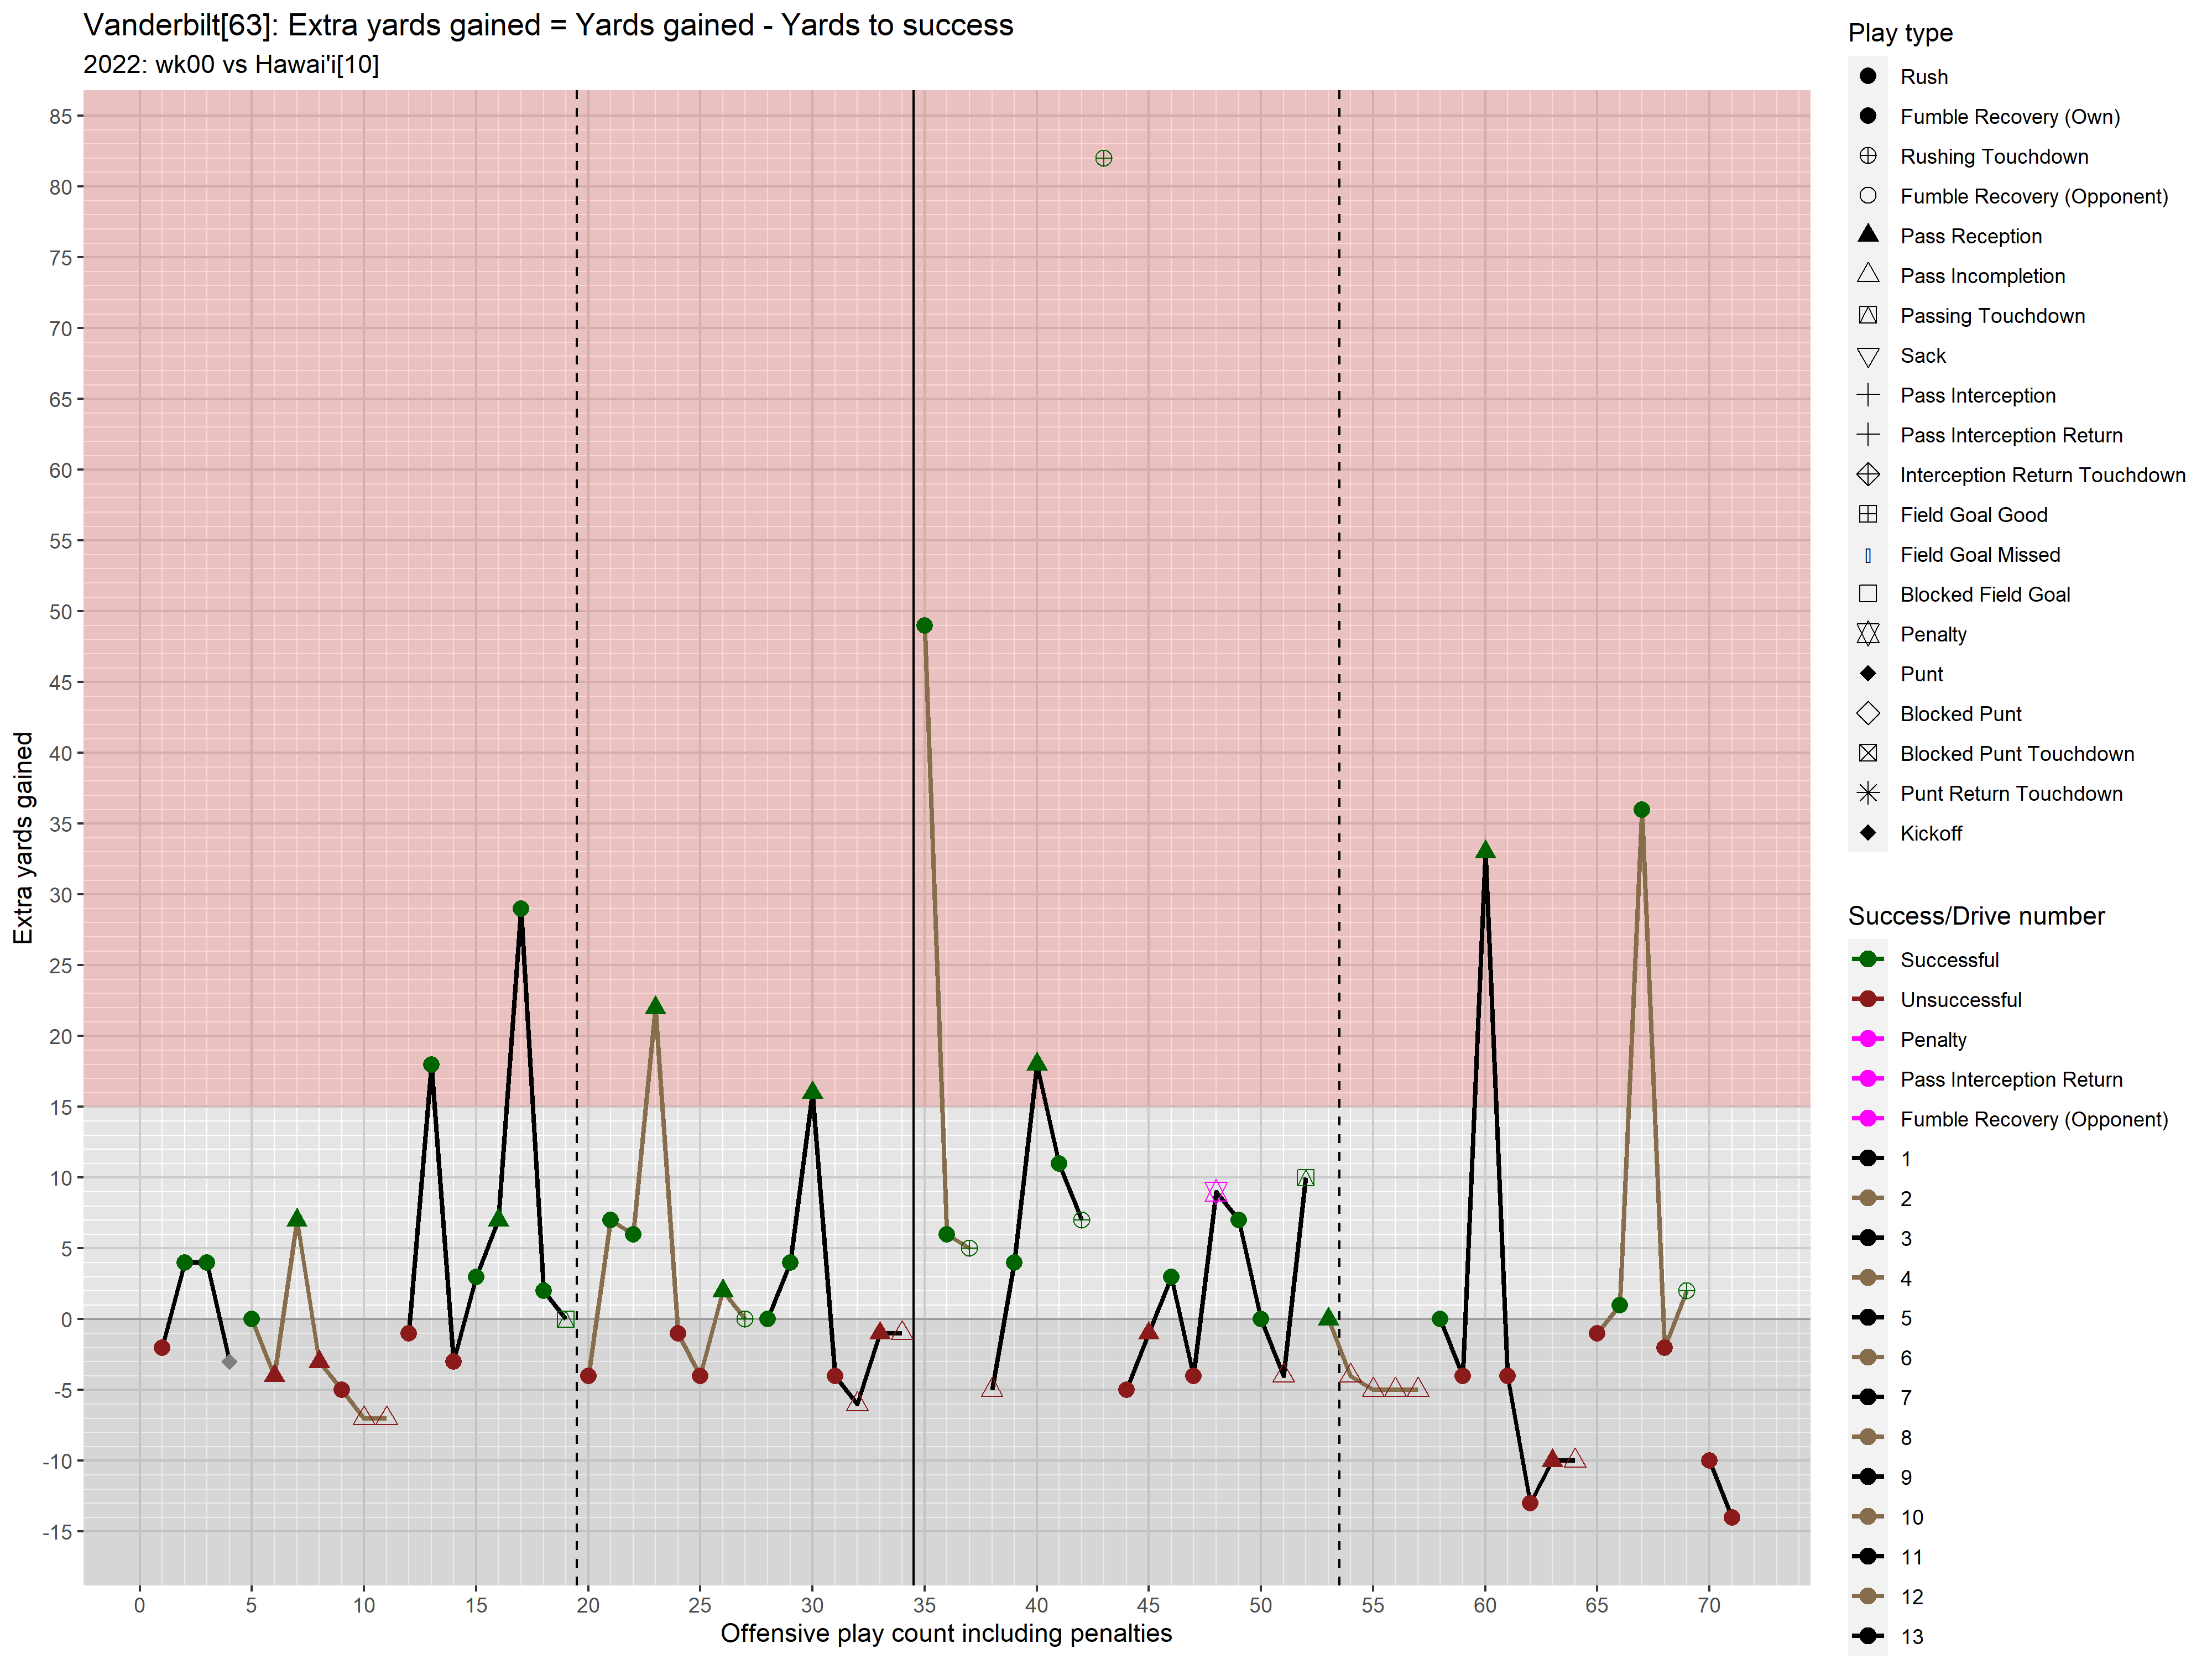 Vanderbilt[63]: Extra yards gained = Yards gained - Yards to success
2022: wk00 vs Hawai'i[10]
Extra yards gained
85
80
75
70
65
60
55
50
45
40
35
30
25
20
15
10
5
0
-5
-10
-15
0 5 10 15 20 25 30 35 40 45 50 55 60 65 70
Offensive play count including penalties
Play type
Rush
Fumble Recovery (Own)
Rushing Touchdown
Fumble Recovery (Opponent)
Pass Reception
Pass Incompletion
Passing Touchdown
Sack
Pass Interception
Pass Interception Return
Interception Return Touchdown
Field Goal Good
Field Goal Missed
Blocked Field Goal
Penalty
Punt
Blocked Punt
Blocked Punt Touchdown
Punt Return Touchdown
Kickoff
Success/Drive number
Successful
Unsuccessful
Penalty
Pass Interception Return
Fumble Recovery (Opponent)
1
2
3
4
5
6
7
8
9
10
11
12
13